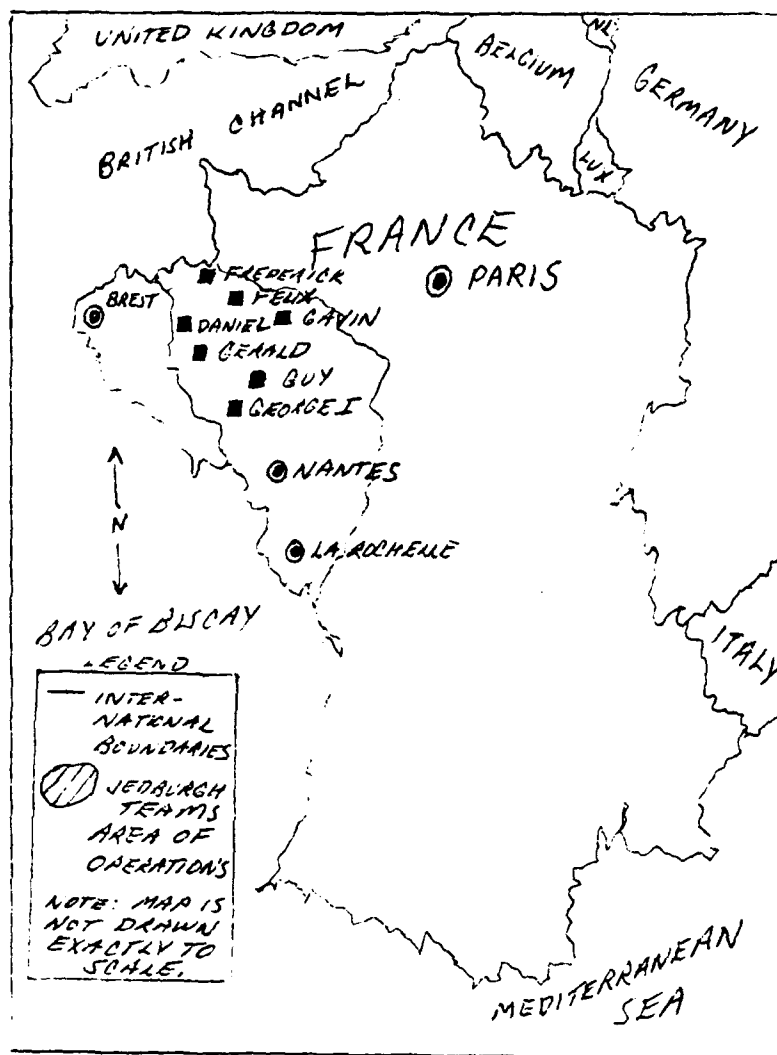 UNITED KINGDOM
NL
BELGIUM
GERMANY
BRITISH CHANNEL
LUX
FRANCE
PARIS
FREDERICK
BREST
FELIX
DANIEL
GAVIN
GERALD
GUY
GEORGE I
NANTES
N
LA ROCHELLE
BAY OF BISCAY
ITALY
LEGEND
INTER-
NATIONAL
BOUNDARIES
JEDBURGH
TEAMS
AREA OF
OPERATIONS
NOTE: MAP IS
NOT DRAWN
EXACTLY TO
SCALE.
MEDITERRANEAN
SEA